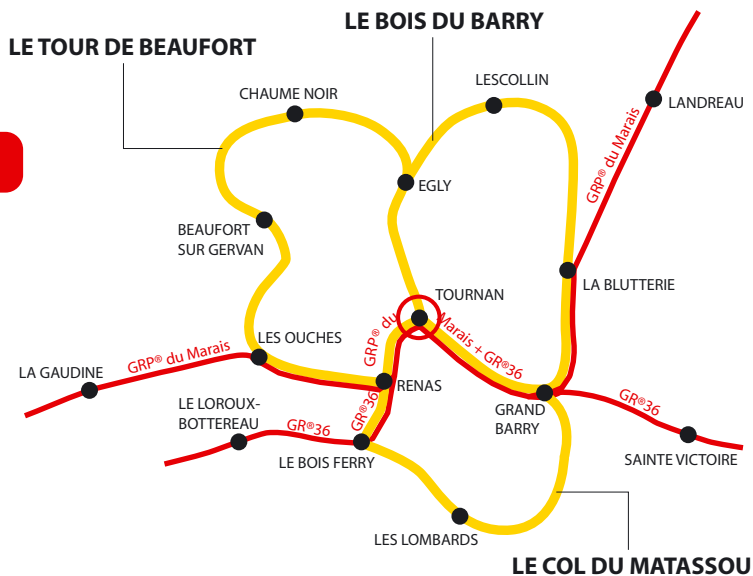 LE BOIS DU BARRY
LE TOUR DE BEAUFORT
LESCOLLIN
CHAUME NOIR
LANDREAU
GRP® du Marais
EGLY
BEAUFORT
SUR GERVAN
LA BLUTTERIE
TOURNAN
GRP® du
Marais + GR®36
LES OUCHES
GRP® du Marais
LA GAUDINE
RENAS
GR®36
LE LOROUX-
BOTTEREAU
GR®36
GRAND
BARRY
GR®36
SAINTE VICTOIRE
LE BOIS FERRY
LES LOMBARDS
LE COL DU MATASSOU